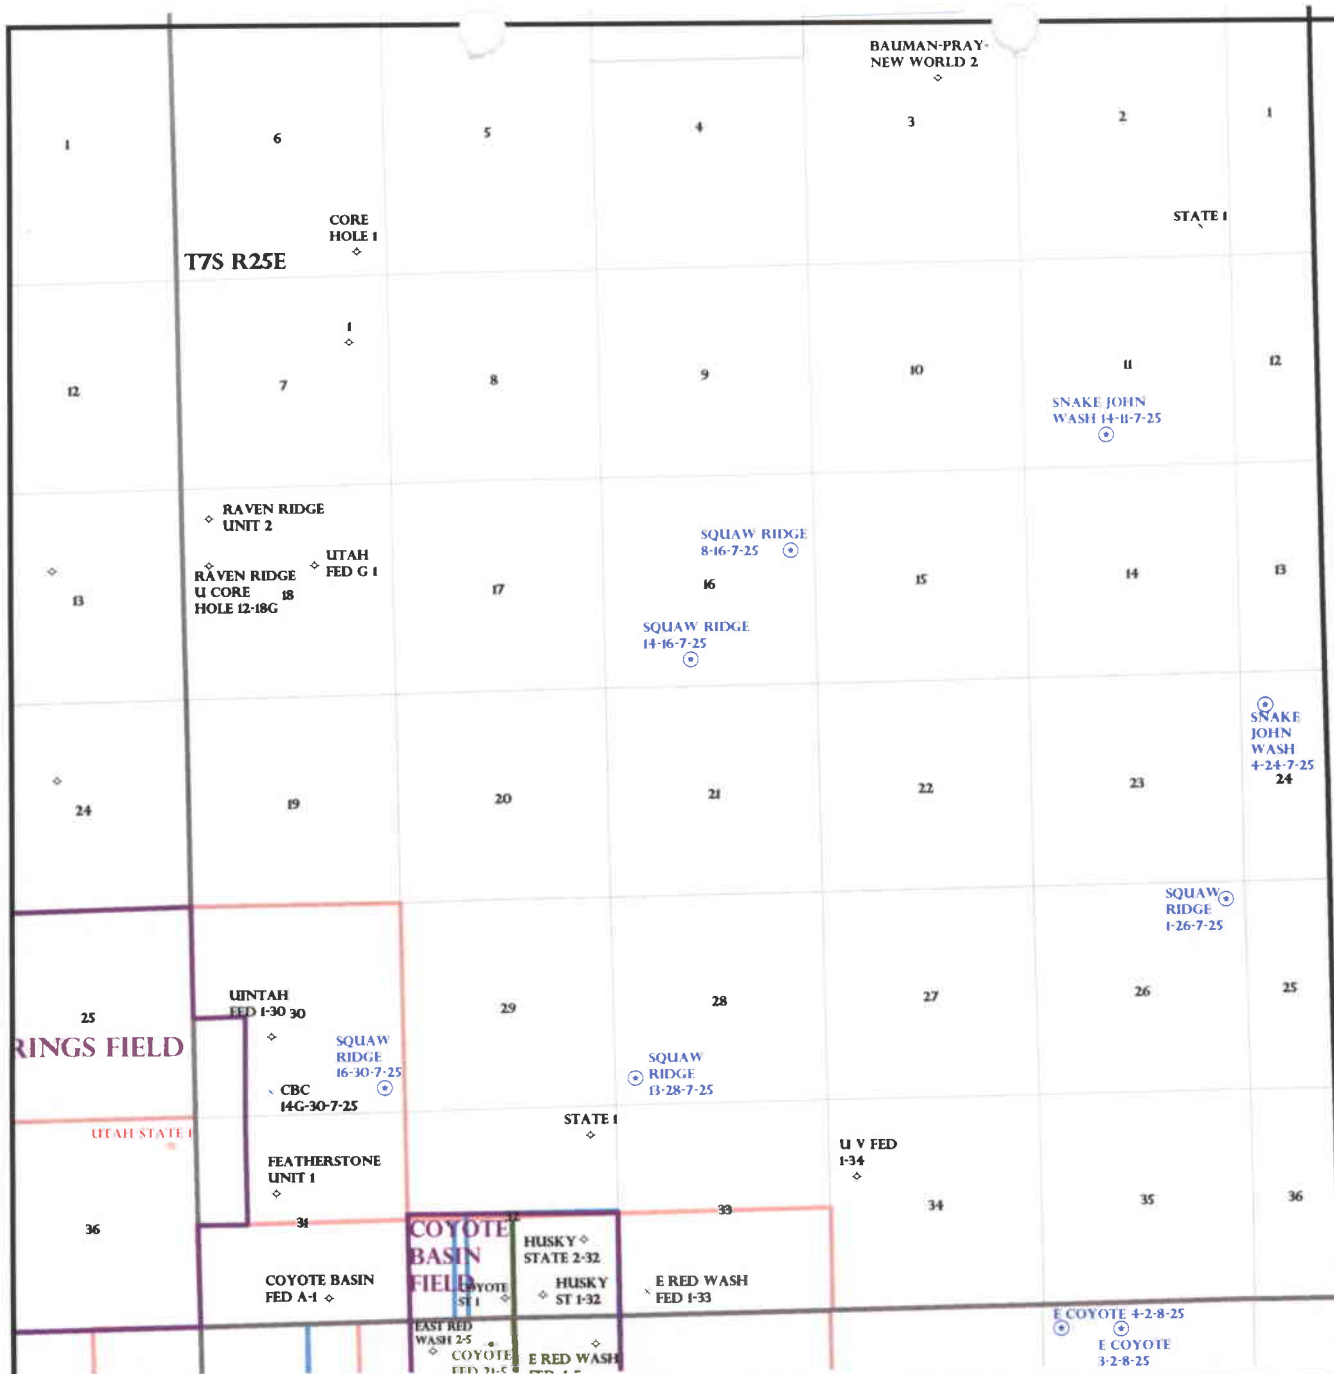 BAUMAN-PRAY-
NEW WORLD 2
1
6
5
4
3
2
1
CORE
HOLE 1
STATE 1
T7S R25E
1
12
7
8
9
10
11
12
SNAKE JOHN
WASH 14-11-7-25
RAVEN RIDGE
UNIT 2
SQUAW RIDGE
8-16-7-25
UTAH
FED G 1
RAVEN RIDGE
U CORE
HOLE 12-18G
13
18
17
16
15
14
13
SQUAW RIDGE
14-16-7-25
SNAKE
JOHN
WASH
4-24-7-25
24
19
20
21
22
23
24
SQUAW
RIDGE
1-26-7-25
UINTAH
FED 1-30
30
25
29
28
27
26
25
RINGS FIELD
SQUAW
RIDGE
16-30-7-25
SQUAW
RIDGE
13-28-7-25
CBC
14G-30-7-25
STATE 1
UTAH STATE 1
U V FED
1-34
FEATHERSTONE
UNIT 1
36
31
32
33
34
35
36
COYOTE
BASIN
FIELD
HUSKY
STATE 2-32
COYOTE BASIN
FED A-1
COYOTE
ST 1
HUSKY
ST 1-32
E RED WASH
FED 1-33
EAST RED
WASH 2-5
E COYOTE 4-2-8-25
E COYOTE
3-2-8-25
COYOTE
FED 21-5
E RED WASH